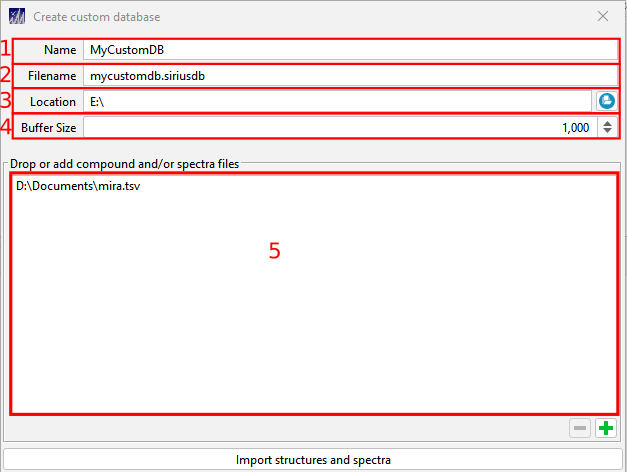 Create custom database
1 Name MyCustomDB
2 Filename mycustomdb.siriusdb
3 Location E:\
4 Buffer Size 1,000
Drop or add compound and/or spectra files
D:\Documents\mira.tsv
5
Import structures and spectra